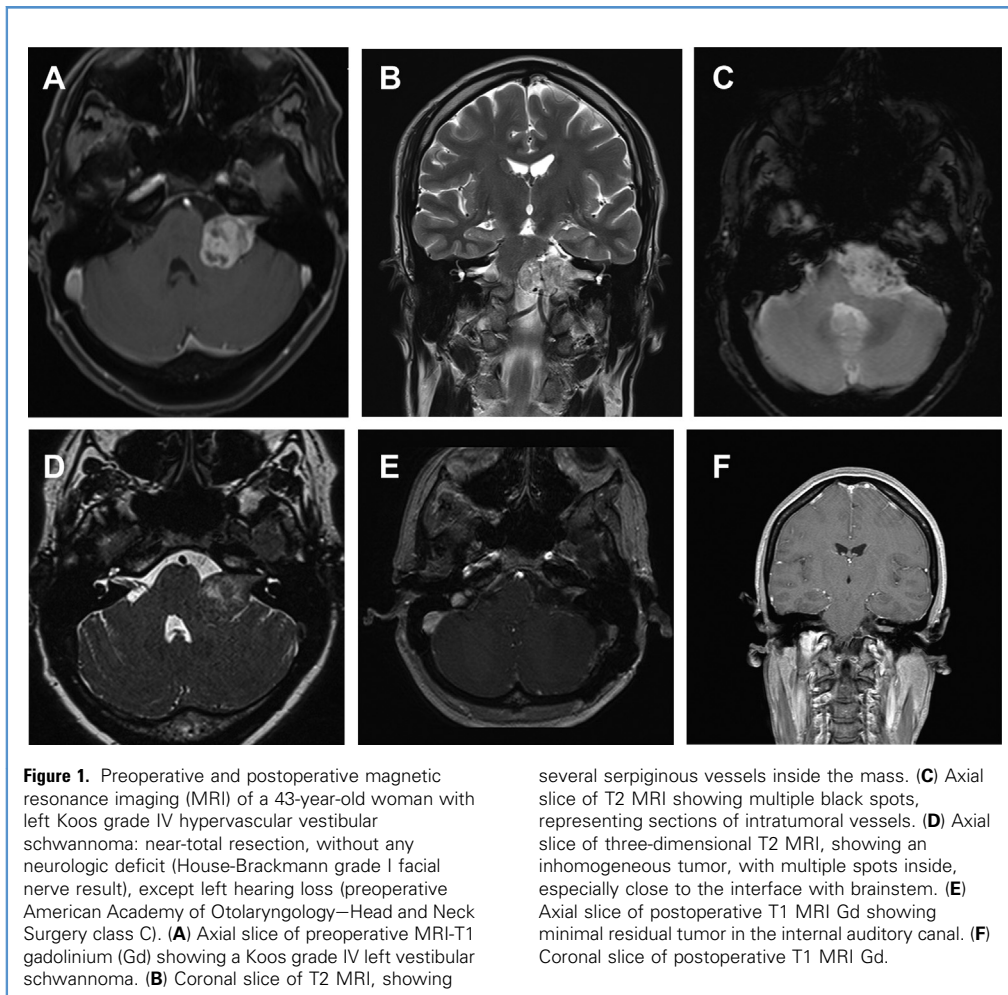 A
B
C
D
E
F
Figure 1. Preoperative and postoperative magnetic
resonance imaging (MRI) of a 43-year-old woman with
left Koos grade IV hypervascular vestibular
schwannoma: near-total resection, without any
neurologic deficit (House-Brackmann grade I facial
nerve result), except left hearing loss (preoperative
American Academy of Otolaryngology—Head and Neck
Surgery class C). (A) Axial slice of preoperative MRI-T1
gadolinium (Gd) showing a Koos grade IV left vestibular
schwannoma. (B) Coronal slice of T2 MRI, showing
several serpiginous vessels inside the mass. (C) Axial
slice of T2 MRI showing multiple black spots,
representing sections of intratumoral vessels. (D) Axial
slice of three-dimensional T2 MRI, showing an
inhomogeneous tumor, with multiple spots inside,
especially close to the interface with brainstem. (E)
Axial slice of postoperative T1 MRI Gd showing
minimal residual tumor in the internal auditory canal. (F)
Coronal slice of postoperative T1 MRI Gd.